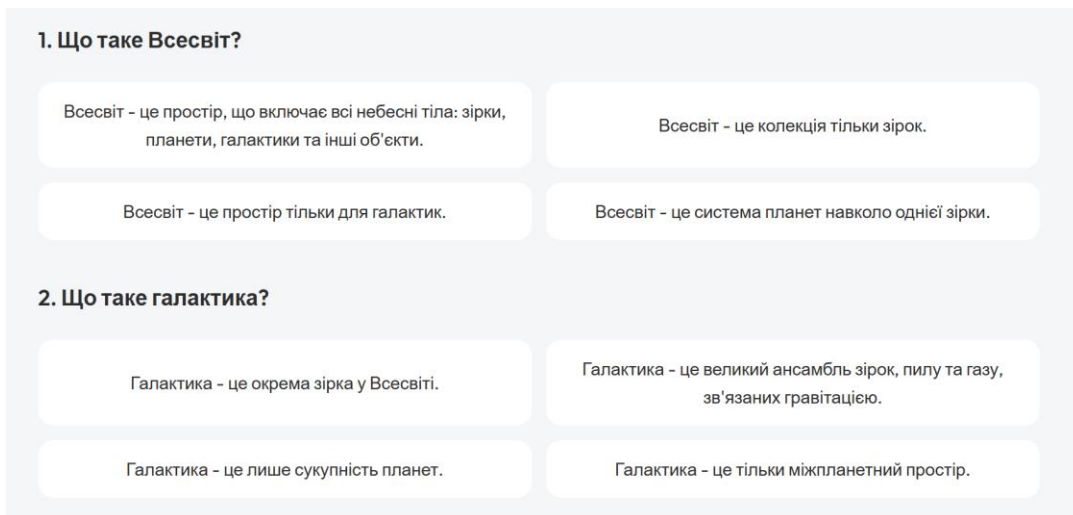 1. Що таке Всесвіт?
Всесвіт - це простір, що включає всі небесні тіла: зірки,
планети, галактики та інші об'єкти.
Всесвіт - це колекція тільки зірок.
Всесвіт - це простір тільки для галактик.
Всесвіт - це система планет навколо однієї зірки.
2. Що таке галактика?
Галактика - це окрема зірка у Всесвіті.
Галактика - це великий ансамбль зірок, пилу та газу,
зв'язаних гравітацією.
Галактика - це лише сукупність планет.
Галактика - це тільки міжпланетний простір.